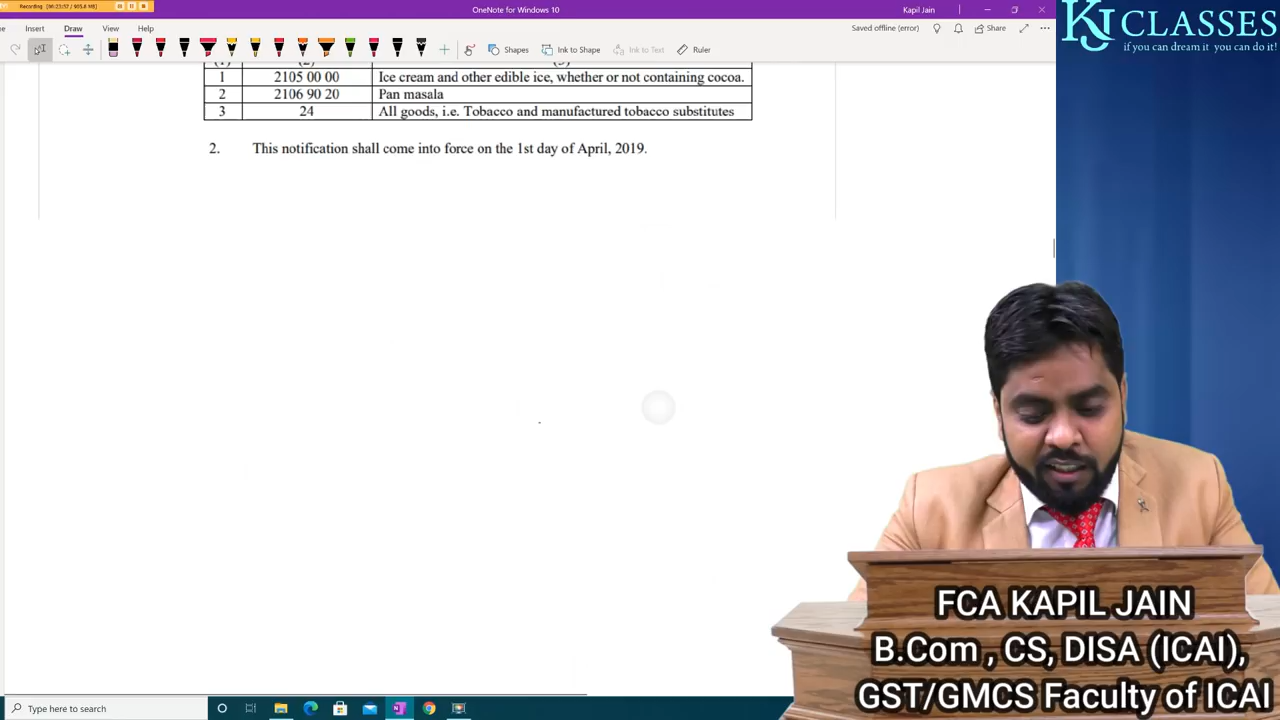 Recording
OneNote for Windows 10
Kapil Jain
Insert
Draw
View
Help
Saved offline (error)
Share
Shapes
Ink to Shape
Ink to Text
Ruler
KJ CLASSES
if you can dream it you can do it!
1 2105 00 00 Ice cream and other edible ice, whether or not containing cocoa.
2 2106 90 20 Pan masala
3 24 All goods, i.e. Tobacco and manufactured tobacco substitutes
2. This notification shall come into force on the 1st day of April, 2019.
FCA KAPIL JAIN
B.Com , CS, DISA (ICAI),
GST/GMCS Faculty of ICAI
Type here to search